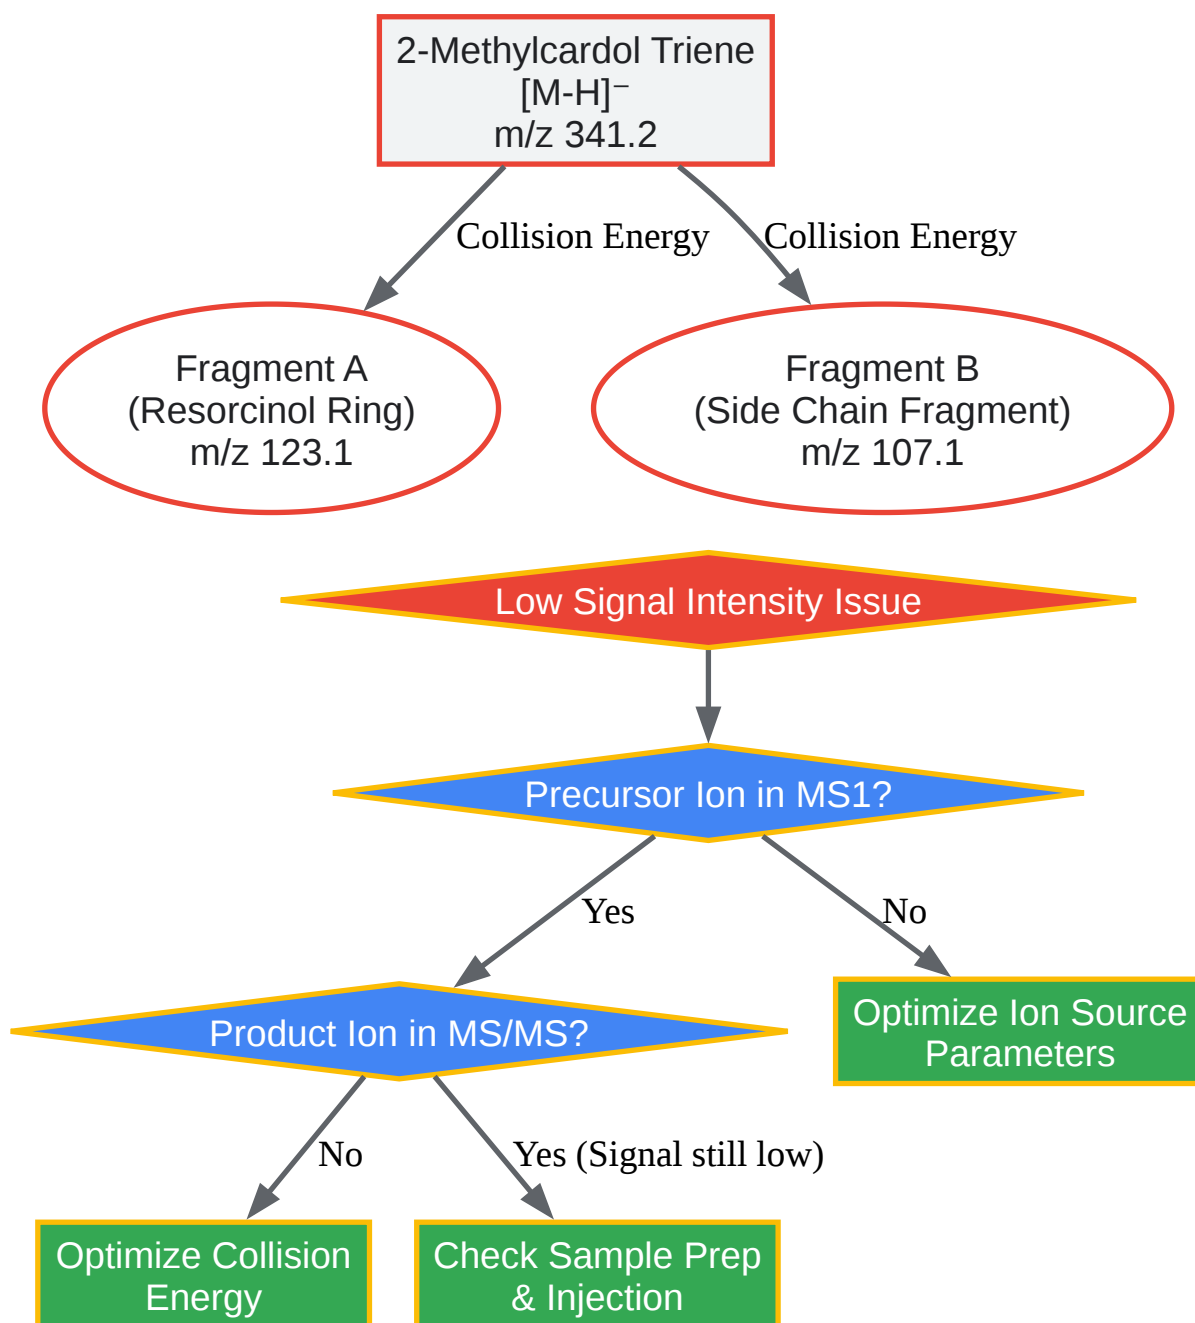 2-Methylcardol Triene
[M-H]⁻
m/z 341.2
Collision Energy
Collision Energy
Fragment A
(Resorcinol Ring)
m/z 123.1
Fragment B
(Side Chain Fragment)
m/z 107.1
Low Signal Intensity Issue
Precursor Ion in MS1?
Yes
No
Product Ion in MS/MS?
Optimize Ion Source
Parameters
No
Yes (Signal still low)
Optimize Collision
Energy
Check Sample Prep
& Injection